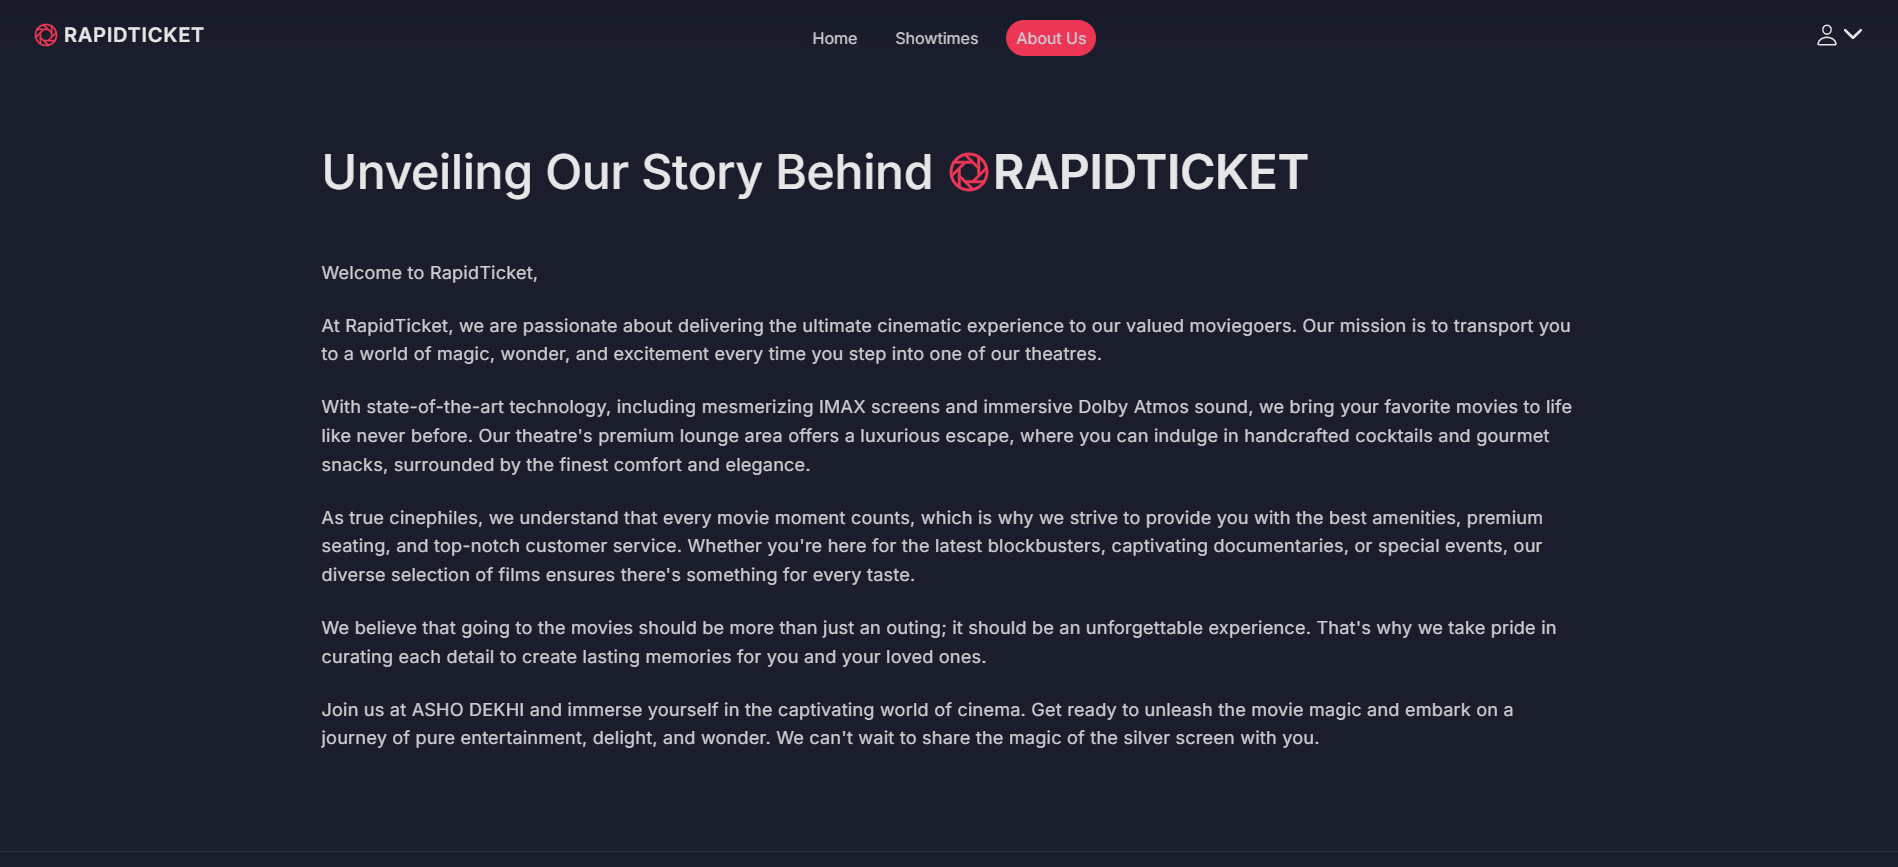 RAPIDTICKET
Home
Showtimes
About Us
Unveiling Our Story Behind RAPIDTICKET
Welcome to RapidTicket,
At RapidTicket, we are passionate about delivering the ultimate cinematic experience to our valued moviegoers. Our mission is to transport you
to a world of magic, wonder, and excitement every time you step into one of our theatres.
With state-of-the-art technology, including mesmerizing IMAX screens and immersive Dolby Atmos sound, we bring your favorite movies to life
like never before. Our theatre's premium lounge area offers a luxurious escape, where you can indulge in handcrafted cocktails and gourmet
snacks, surrounded by the finest comfort and elegance.
As true cinephiles, we understand that every movie moment counts, which is why we strive to provide you with the best amenities, premium
seating, and top-notch customer service. Whether you're here for the latest blockbusters, captivating documentaries, or special events, our
diverse selection of films ensures there's something for every taste.
We believe that going to the movies should be more than just an outing; it should be an unforgettable experience. That's why we take pride in
curating each detail to create lasting memories for you and your loved ones.
Join us at ASHO DEKHI and immerse yourself in the captivating world of cinema. Get ready to unleash the movie magic and embark on a
journey of pure entertainment, delight, and wonder. We can't wait to share the magic of the silver screen with you.